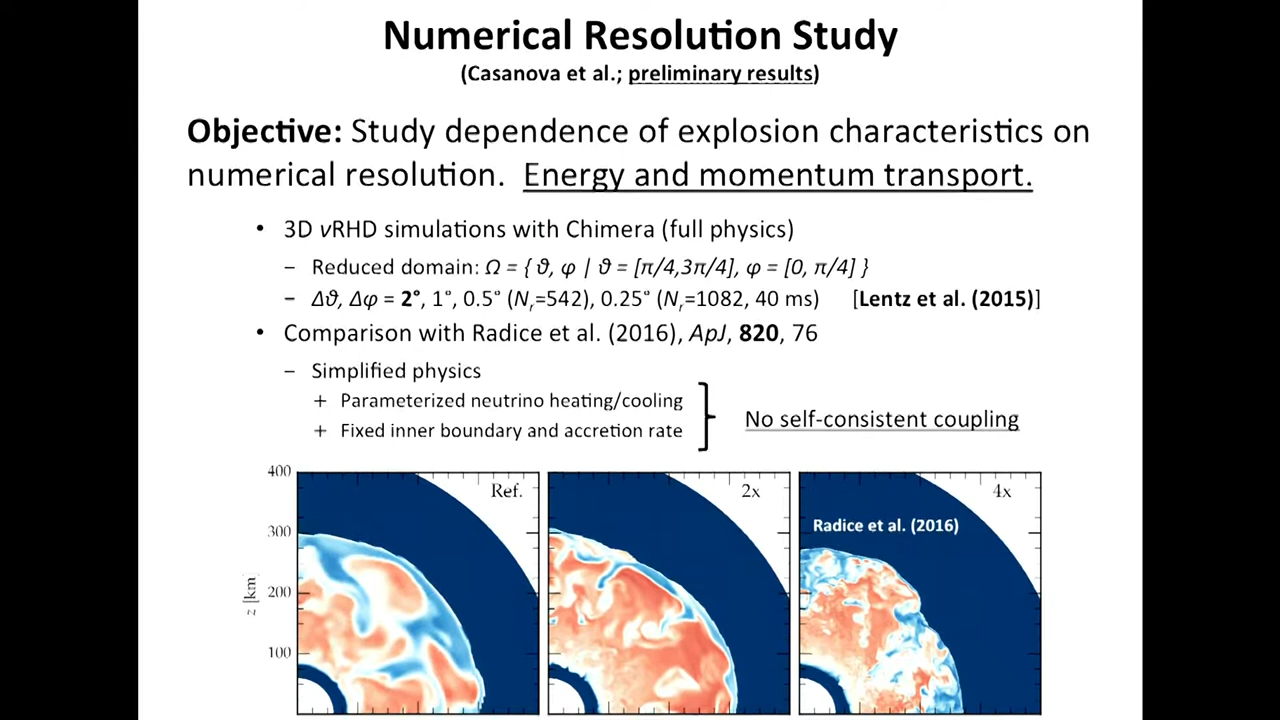 Numerical Resolution Study
(Casanova et al.; preliminary results)
Objective: Study dependence of explosion characteristics on
numerical resolution. Energy and momentum transport.
• 3D νRHD simulations with Chimera (full physics)
– Reduced domain: Ω = { ϑ, φ | ϑ = [π/4,3π/4], φ = [0, π/4] }
– Δϑ, Δφ = 2°, 1°, 0.5° (Nr=542), 0.25° (Nr=1082, 40 ms) [Lentz et al. (2015)]
• Comparison with Radice et al. (2016), ApJ, 820, 76
– Simplified physics
+ Parameterized neutrino heating/cooling
+ Fixed inner boundary and accretion rate
No self-consistent coupling
400
300
200
100
z [km]
Ref.
2x
4x
Radice et al. (2016)